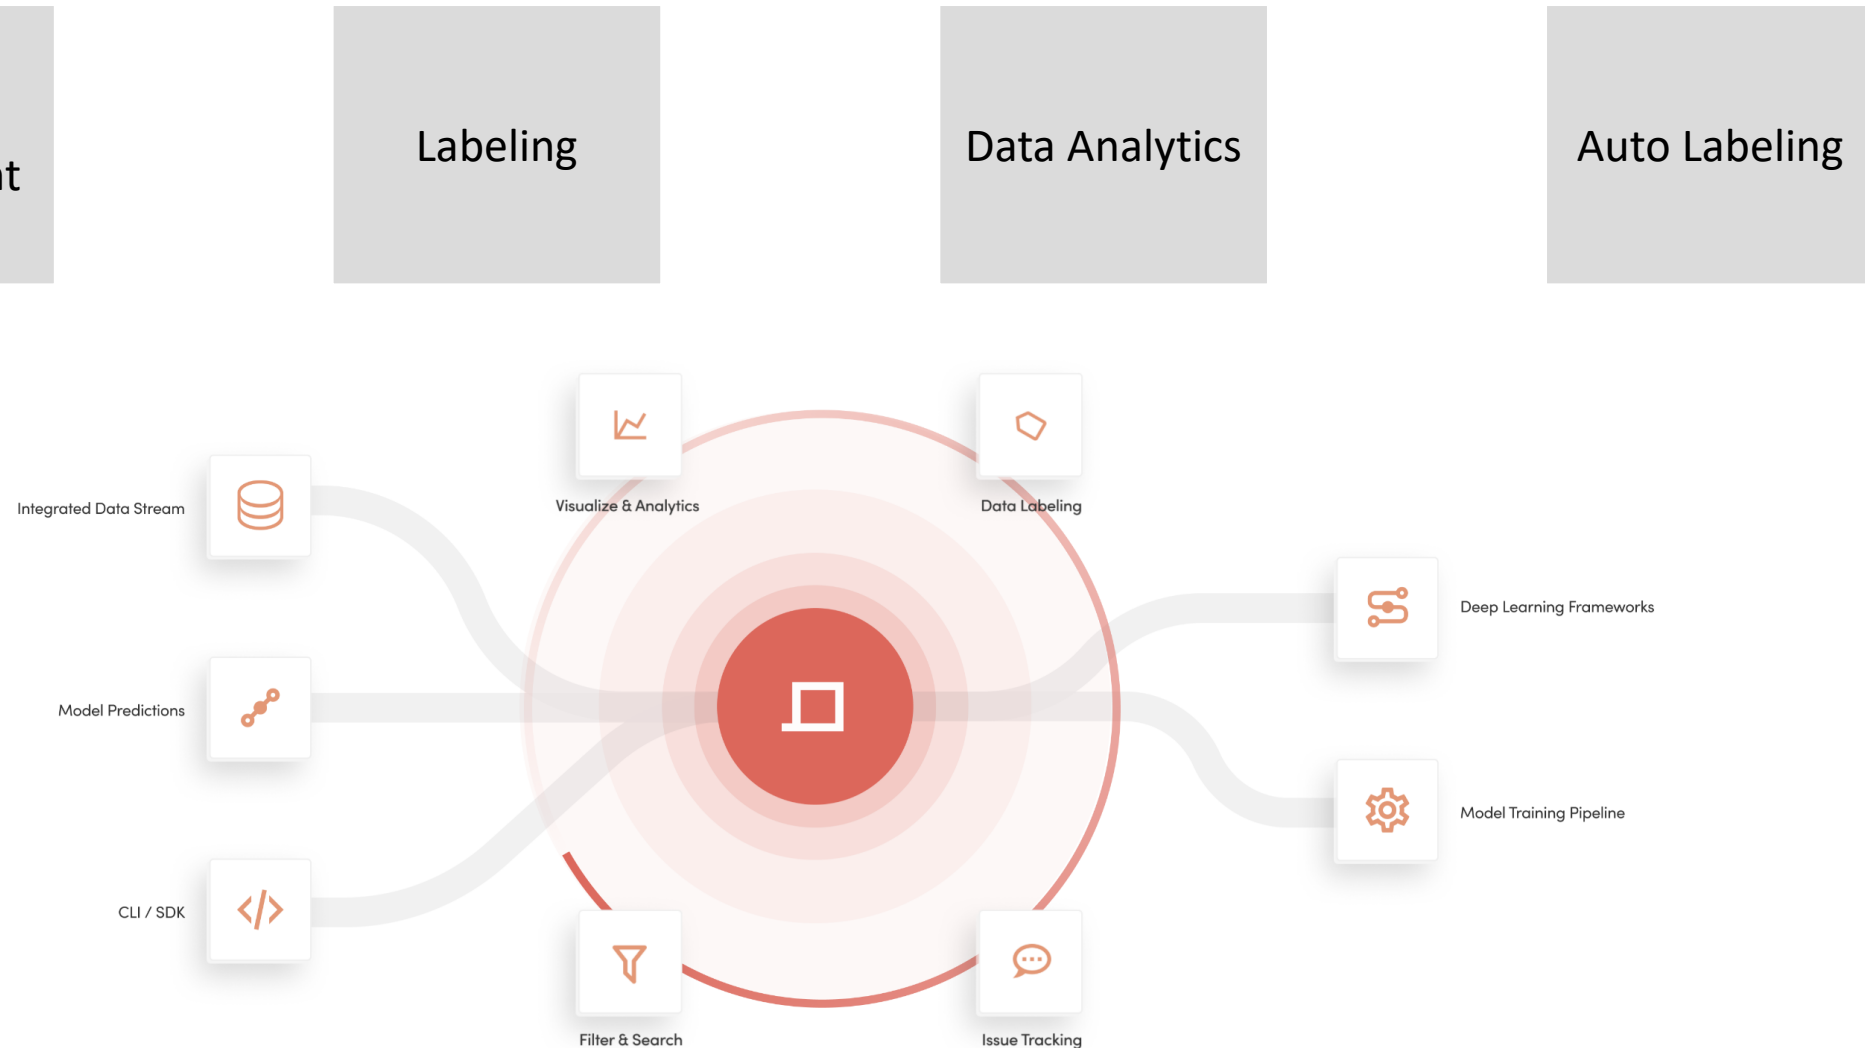 Labeling
Data Analytics
Auto Labeling
Visualize & Analytics
Data Labeling
Integrated Data Stream
Deep Learning Frameworks
Model Predictions
Model Training Pipeline
CLI / SDK
Filter & Search
Issue Tracking